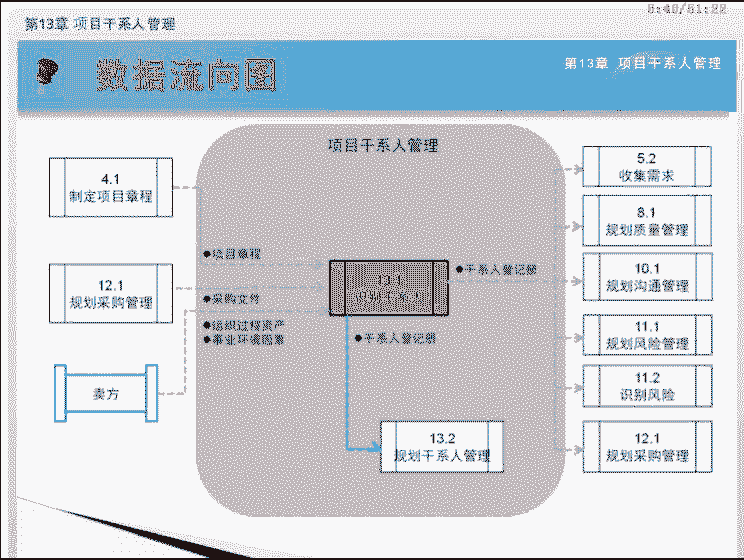 第13章 项目干系人管理
数据流向图
第13章 项目干系人管理
项目干系人管理
4.1
制定项目章程
12.1
规划采购管理
卖方
●项目章程
●采购文件
●组织过程资产
●事业环境因素
13.1
识别干系人
●干系人登记册
●干系人登记册
13.2
规划干系人管理
5.2
收集需求
8.1
规划质量管理
10.1
规划沟通管理
11.1
规划风险管理
11.2
识别风险
12.1
规划采购管理